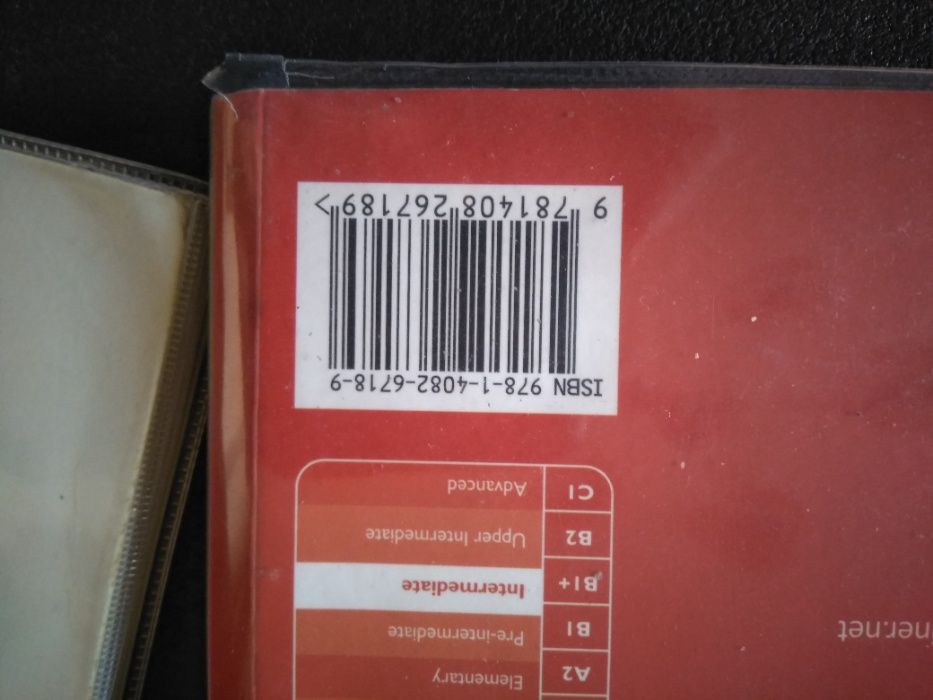 ner.net
A2 Elementary
B1 Pre-intermediate
B1+ Intermediate
B2 Upper Intermediate
C1 Advanced
ISBN 978-1-4082-6718-9
9 781408 267189 >